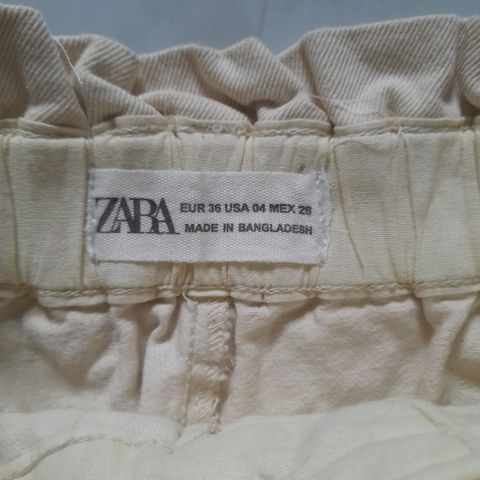 ZARA
EUR 36 USA 04 MEX 26
MADE IN BANGLADESH